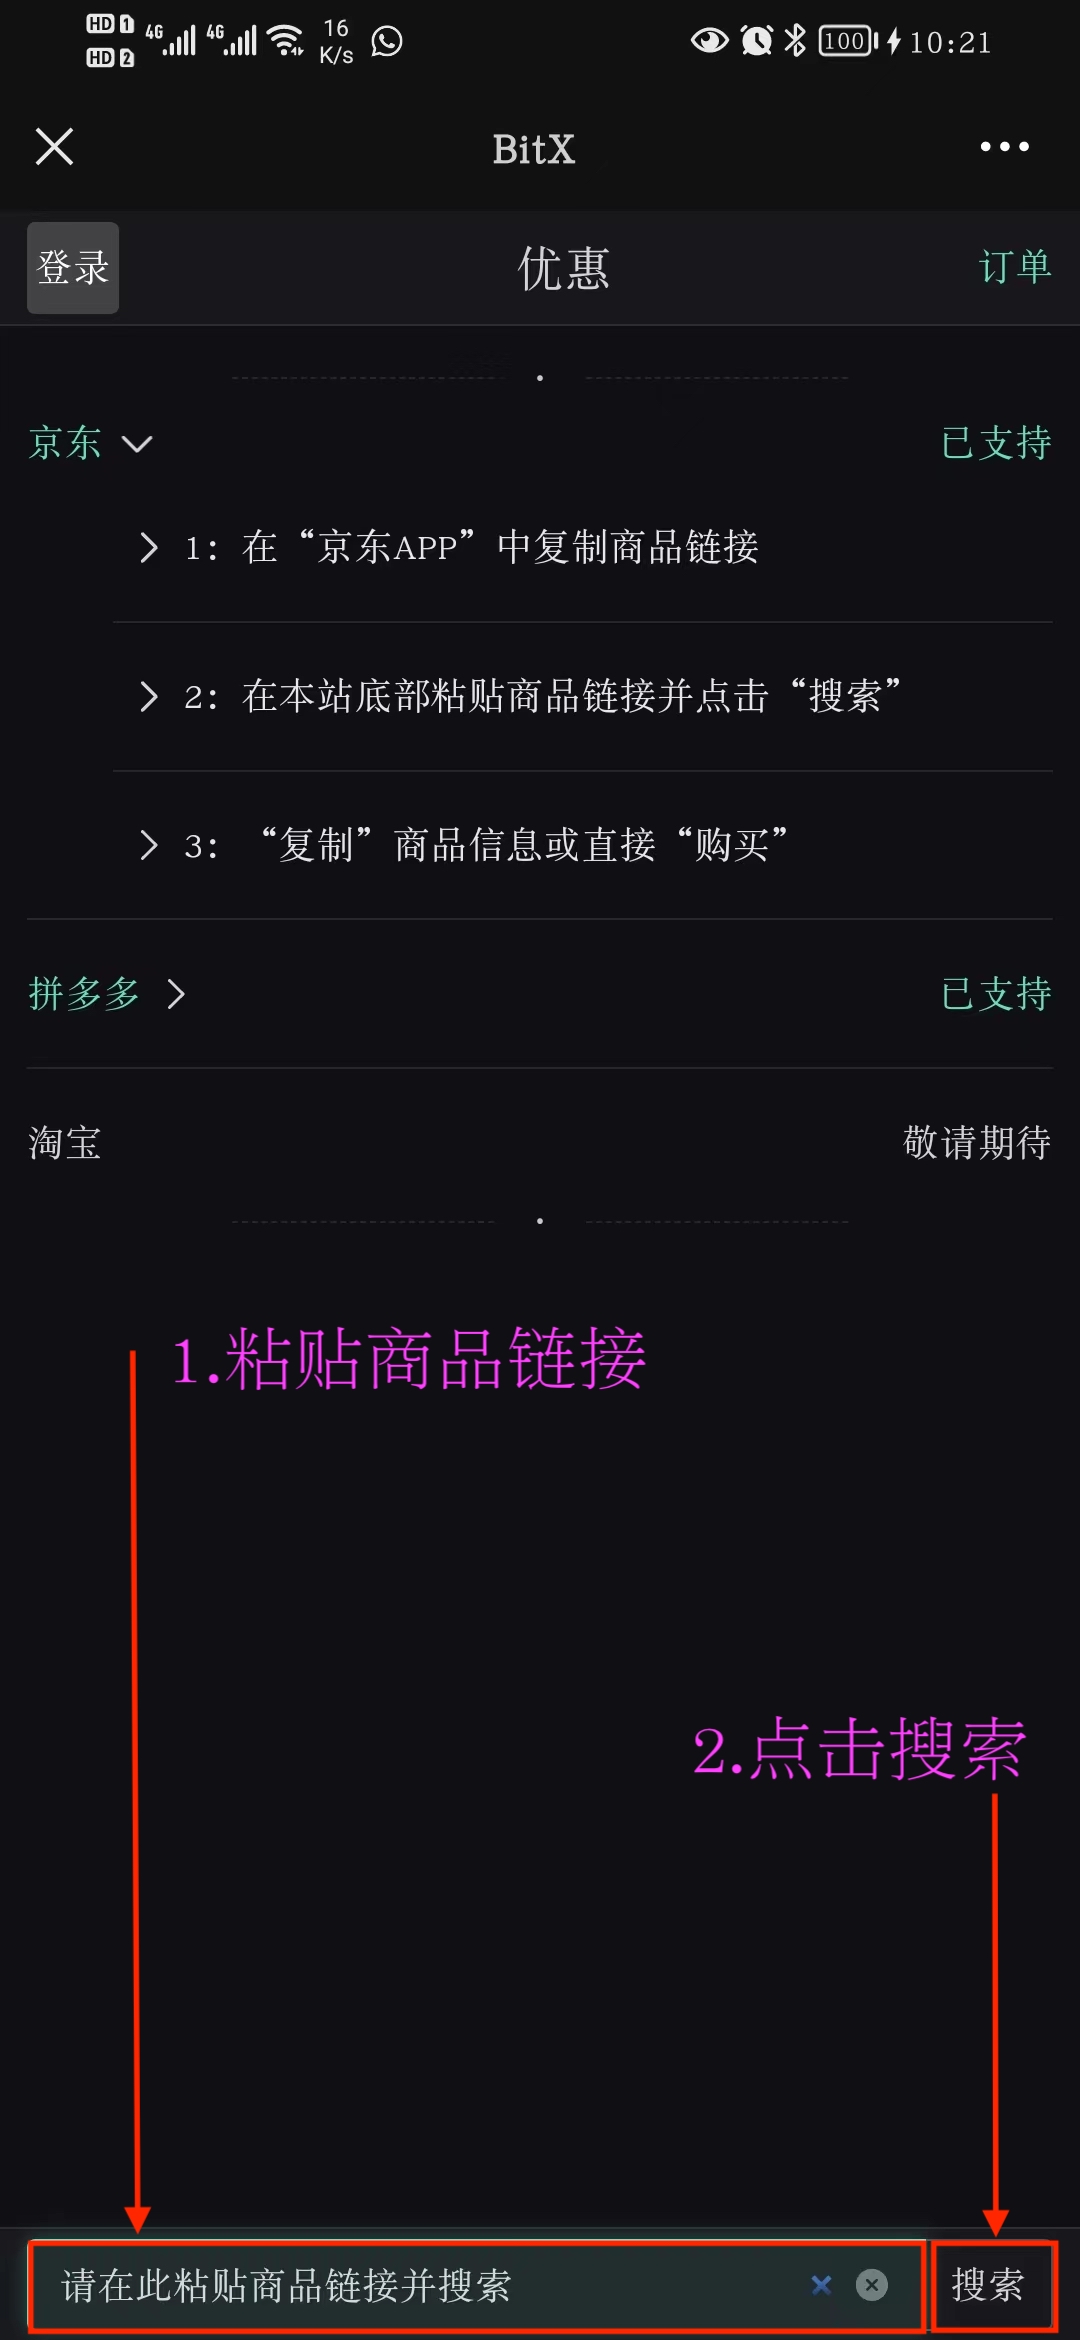 HD 1 4G 4G 16 100 10:21
HD 2 K/s
BitX
登录 优惠 订单
京东 已支持
1：在“京东APP”中复制商品链接
2：在本站底部粘贴商品链接并点击“搜索”
3：“复制”商品信息或直接“购买”
拼多多 已支持
淘宝 敬请期待
1.粘贴商品链接
2.点击搜索
请在此粘贴商品链接并搜索 搜索